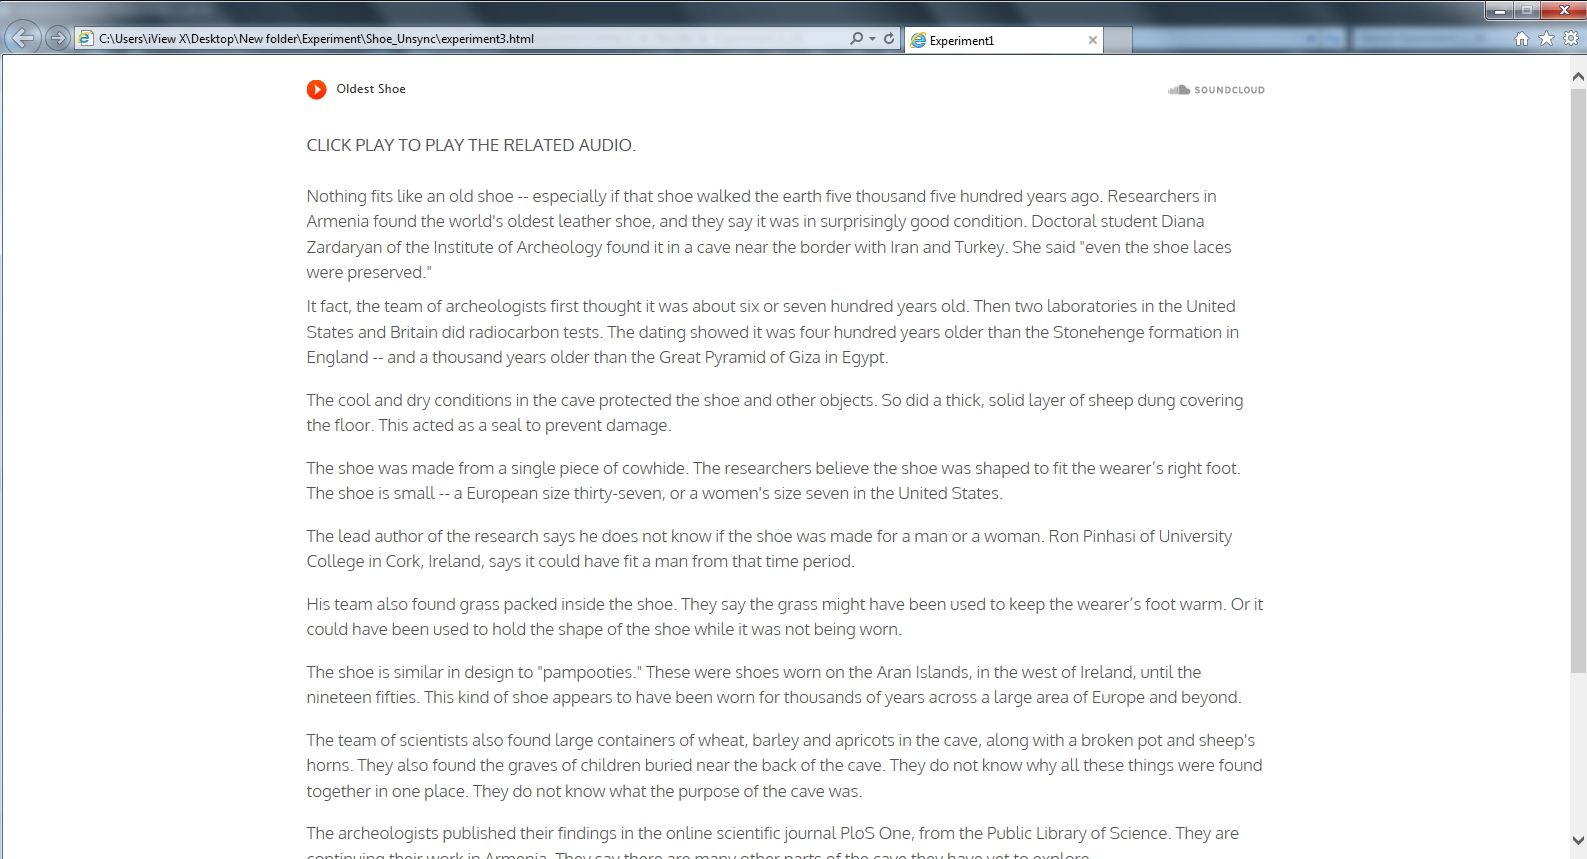 C:\Users\iView X\Desktop\New folder\Experiment\Shoe_Unsync\experiment3.html
Experiment1
Oldest Shoe
SOUNDCLOUD
CLICK PLAY TO PLAY THE RELATED AUDIO.
Nothing fits like an old shoe -- especially if that shoe walked the earth five thousand five hundred years ago. Researchers in
Armenia found the world's oldest leather shoe, and they say it was in surprisingly good condition. Doctoral student Diana
Zardaryan of the Institute of Archeology found it in a cave near the border with Iran and Turkey. She said "even the shoe laces
were preserved."
It fact, the team of archeologists first thought it was about six or seven hundred years old. Then two laboratories in the United
States and Britain did radiocarbon tests. The dating showed it was four hundred years older than the Stonehenge formation in
England -- and a thousand years older than the Great Pyramid of Giza in Egypt.
The cool and dry conditions in the cave protected the shoe and other objects. So did a thick, solid layer of sheep dung covering
the floor. This acted as a seal to prevent damage.
The shoe was made from a single piece of cowhide. The researchers believe the shoe was shaped to fit the wearer’s right foot.
The shoe is small -- a European size thirty-seven, or a women's size seven in the United States.
The lead author of the research says he does not know if the shoe was made for a man or a woman. Ron Pinhasi of University
College in Cork, Ireland, says it could have fit a man from that time period.
His team also found grass packed inside the shoe. They say the grass might have been used to keep the wearer’s foot warm. Or it
could have been used to hold the shape of the shoe while it was not being worn.
The shoe is similar in design to "pampooties." These were shoes worn on the Aran Islands, in the west of Ireland, until the
nineteen fifties. This kind of shoe appears to have been worn for thousands of years across a large area of Europe and beyond.
The team of scientists also found large containers of wheat, barley and apricots in the cave, along with a broken pot and sheep's
horns. They also found the graves of children buried near the back of the cave. They do not know why all these things were found
together in one place. They do not know what the purpose of the cave was.
The archeologists published their findings in the online scientific journal PloS One, from the Public Library of Science. They are
continuing their work in Armenia. They say there are many other parts of the cave they have yet to explore.